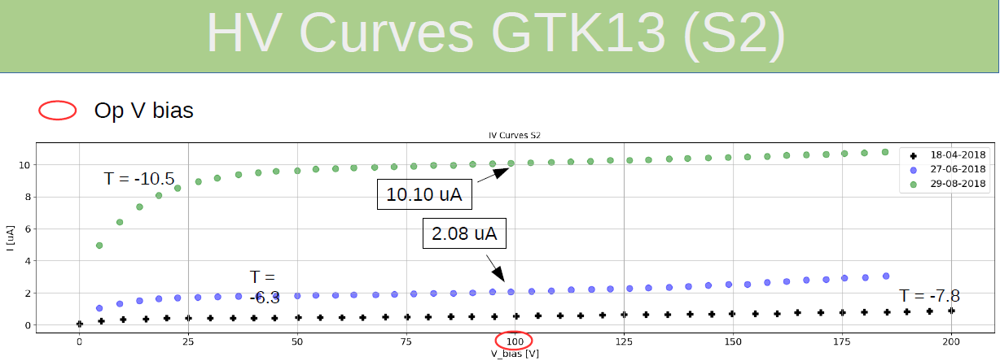 HV Curves GTK13 (S2)
Op V bias
IV Curves S2
18-04-2018
27-06-2018
29-08-2018
T = -10.5
10.10 uA
2.08 uA
T =
-6.3
T = -7.8
I [uA]
10
8
6
4
2
0
0 25 50 75 100 125 150 175 200
V_bias [V]